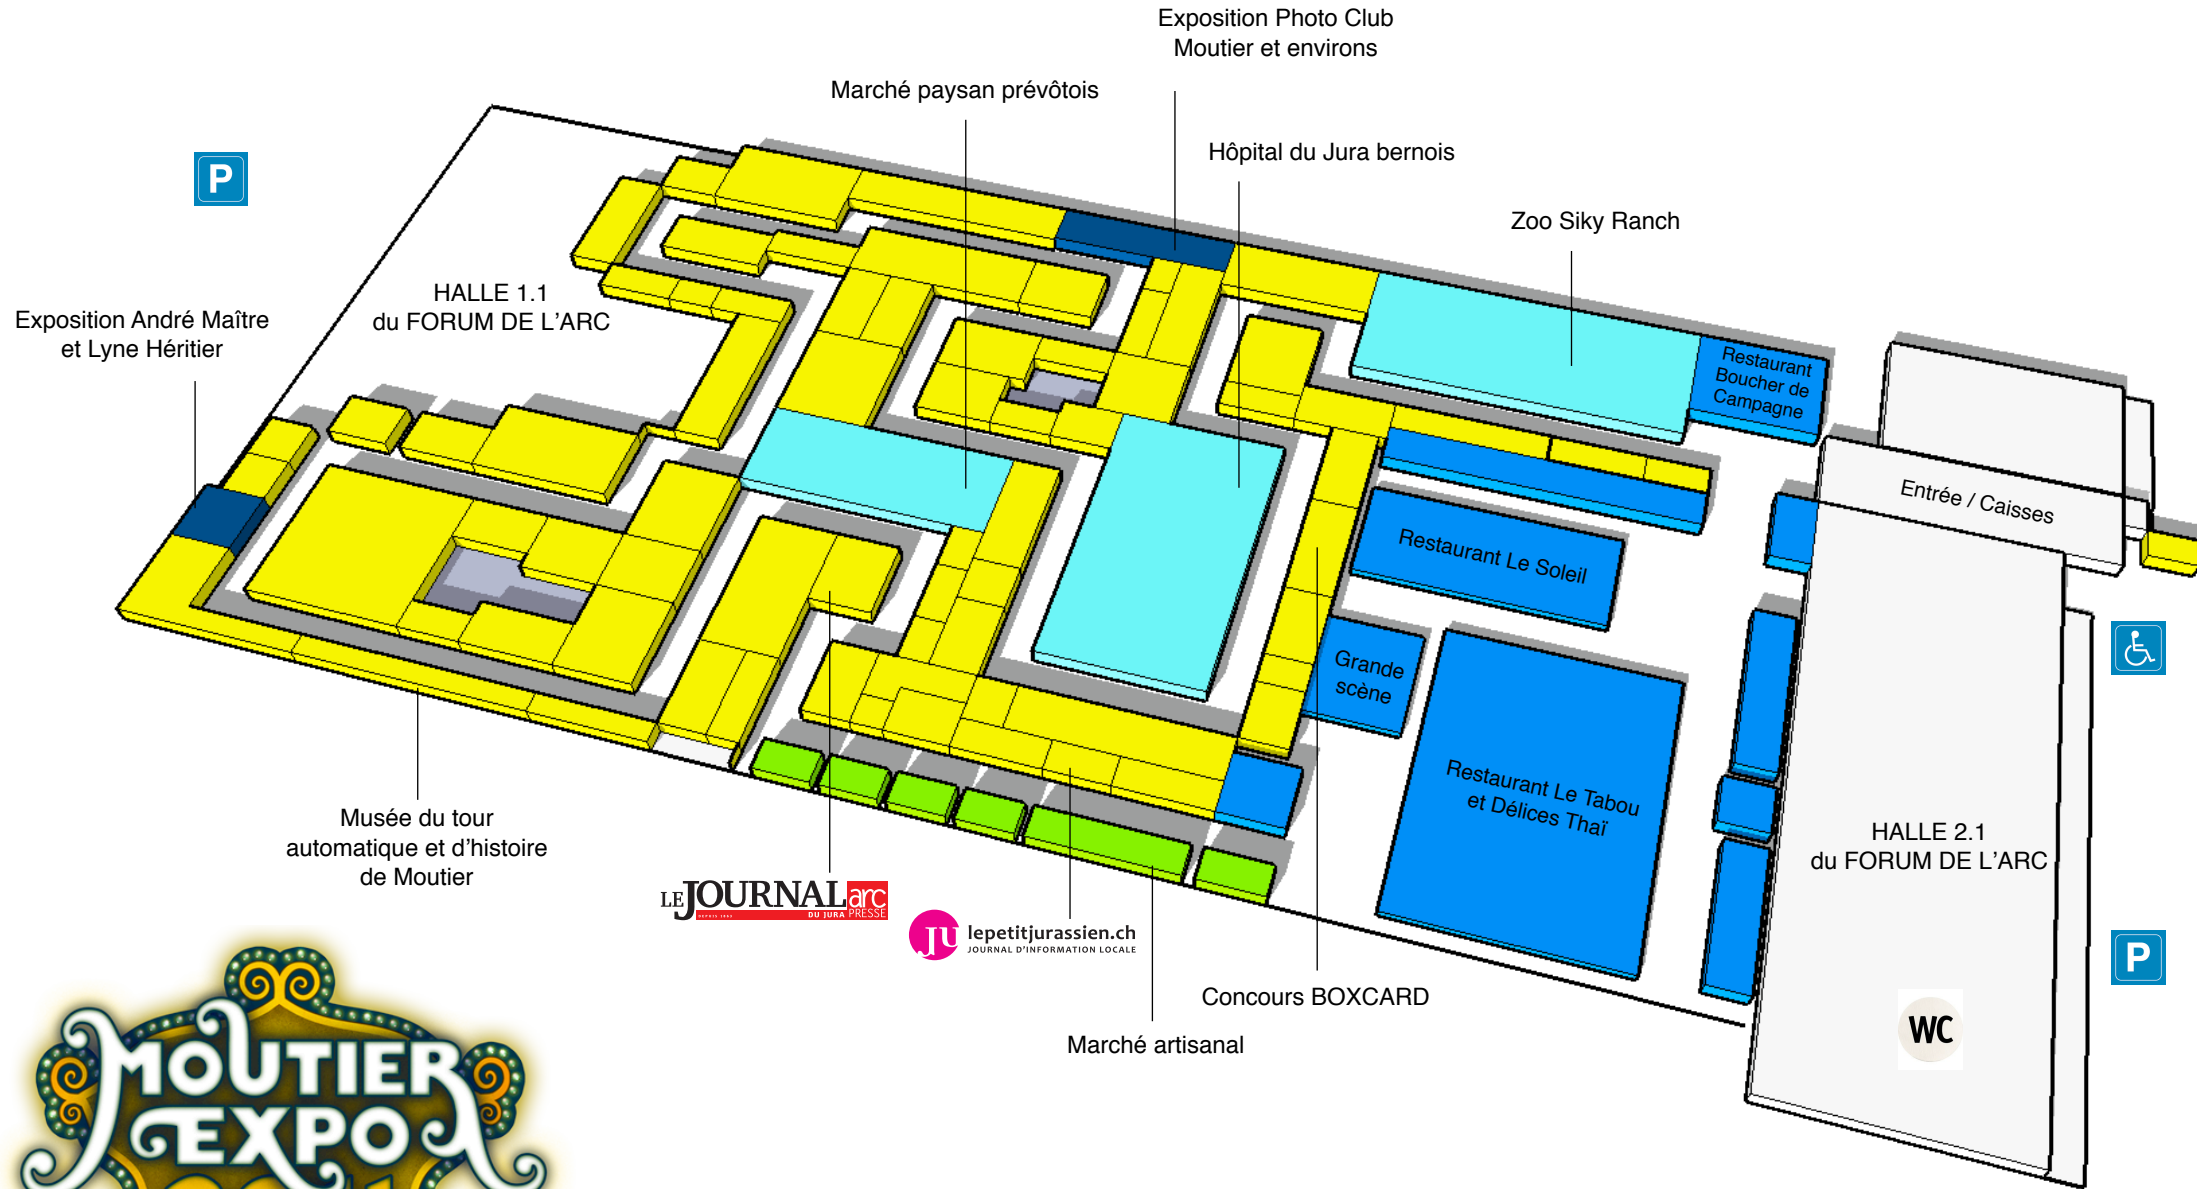 Exposition Photo Club
Moutier et environs
Marché paysan prévôtois
Hôpital du Jura bernois
P
Zoo Siky Ranch
HALLE 1.1
du FORUM DE L'ARC
Exposition André Maître
et Lyne Héritier
Restaurant
Boucher de
Campagne
Entrée / Caisses
Restaurant Le Soleil
Grande
scène
Restaurant Le Tabou
et Délices Thaï
Musée du tour
automatique et d'histoire
de Moutier
HALLE 2.1
du FORUM DE L'ARC
LE JOURNAL arc
DU JURA PRESSE
JU lepetitjurassien.ch
JOURNAL D'INFORMATION LOCALE
P
Concours BOXCARD
WC
Marché artisanal
MOUTIER
EXPO